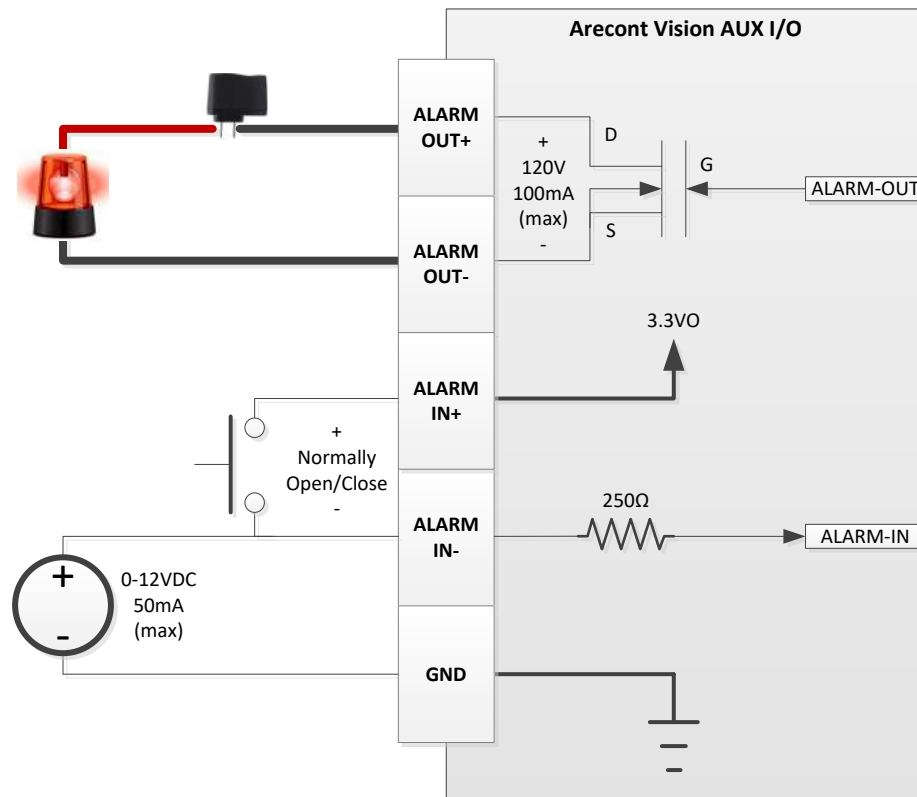 Arecont Vision AUX I/O
ALARM
OUT+
+
120V
100mA
(max)
-
D
G
S
ALARM-OUT
ALARM
OUT-
3.3VO
ALARM
IN+
+
Normally
Open/Close
-
250Ω
ALARM
IN-
ALARM-IN
+
-
0-12VDC
50mA
(max)
GND